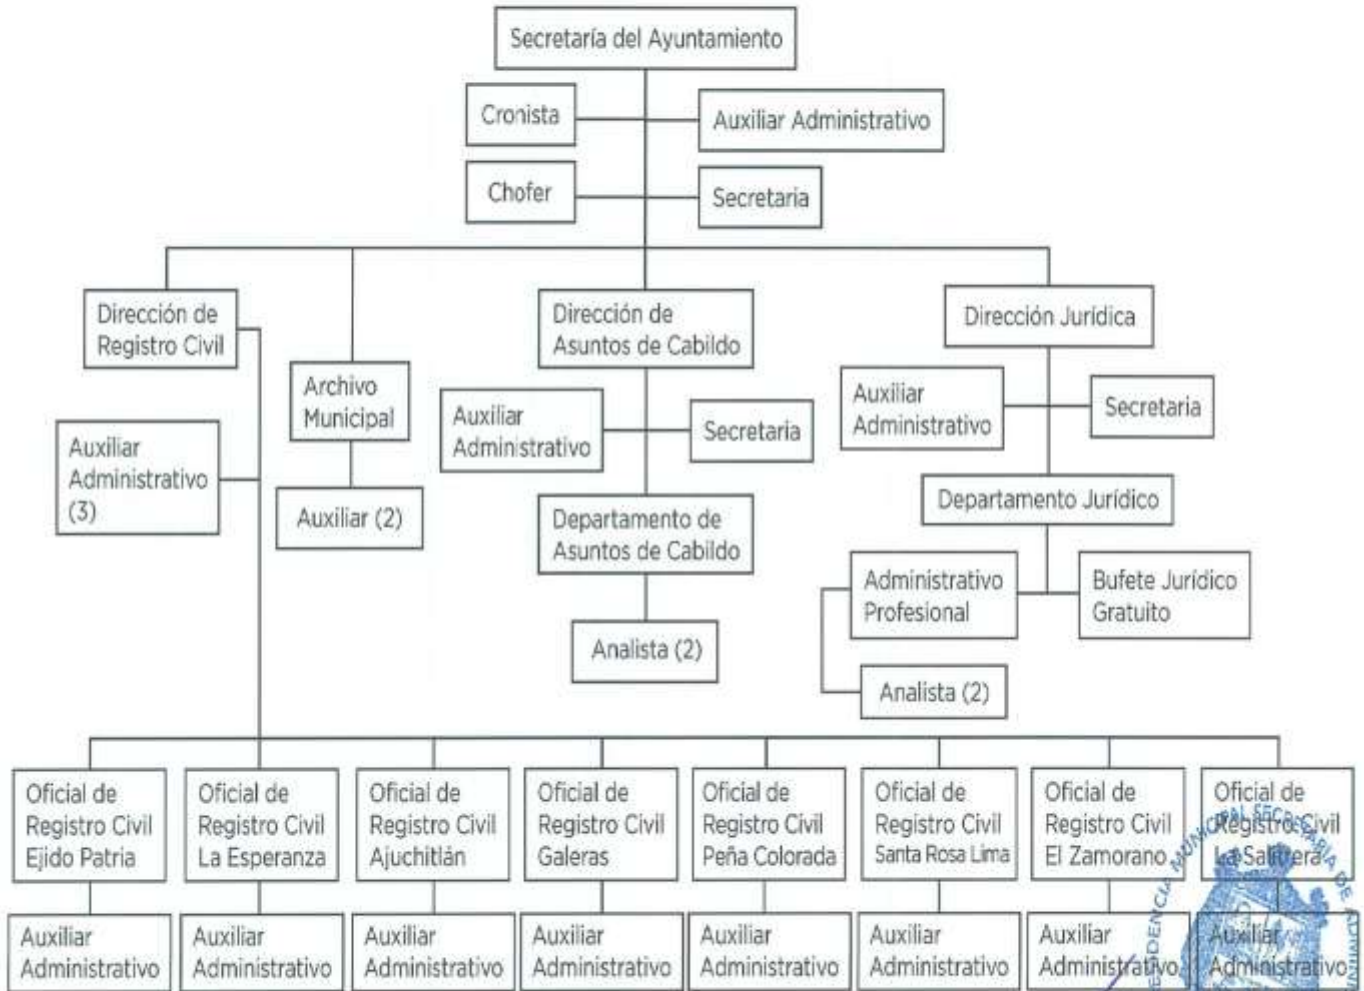 Secretaría del Ayuntamiento
Cronista
Auxiliar Administrativo
Chofer
Secretaria
Dirección de
Registro Civil
Auxiliar
Administrativo
(3)
Archivo
Municipal
Auxiliar (2)
Dirección de
Asuntos de Cabildo
Auxiliar
Administrativo
Secretaria
Departamento de
Asuntos de Cabildo
Analista (2)
Dirección Jurídica
Auxiliar
Administrativo
Secretaria
Departamento Jurídico
Administrativo
Profesional
Bufete Jurídico
Gratuito
Analista (2)
Oficial de
Registro Civil
Ejido Patria
Oficial de
Registro Civil
La Esperanza
Oficial de
Registro Civil
Ajuchitlán
Oficial de
Registro Civil
Galeras
Oficial de
Registro Civil
Peña Colorada
Oficial de
Registro Civil
Santa Rosa Lima
Oficial de
Registro Civil
El Zamorano
Oficial de
Registro Civil
La Salitrera
Auxiliar
Administrativo
Auxiliar
Administrativo
Auxiliar
Administrativo
Auxiliar
Administrativo
Auxiliar
Administrativo
Auxiliar
Administrativo
Auxiliar
Administrativo
Auxiliar
Administrativo
MUNICIPAL SECRETARIA DE